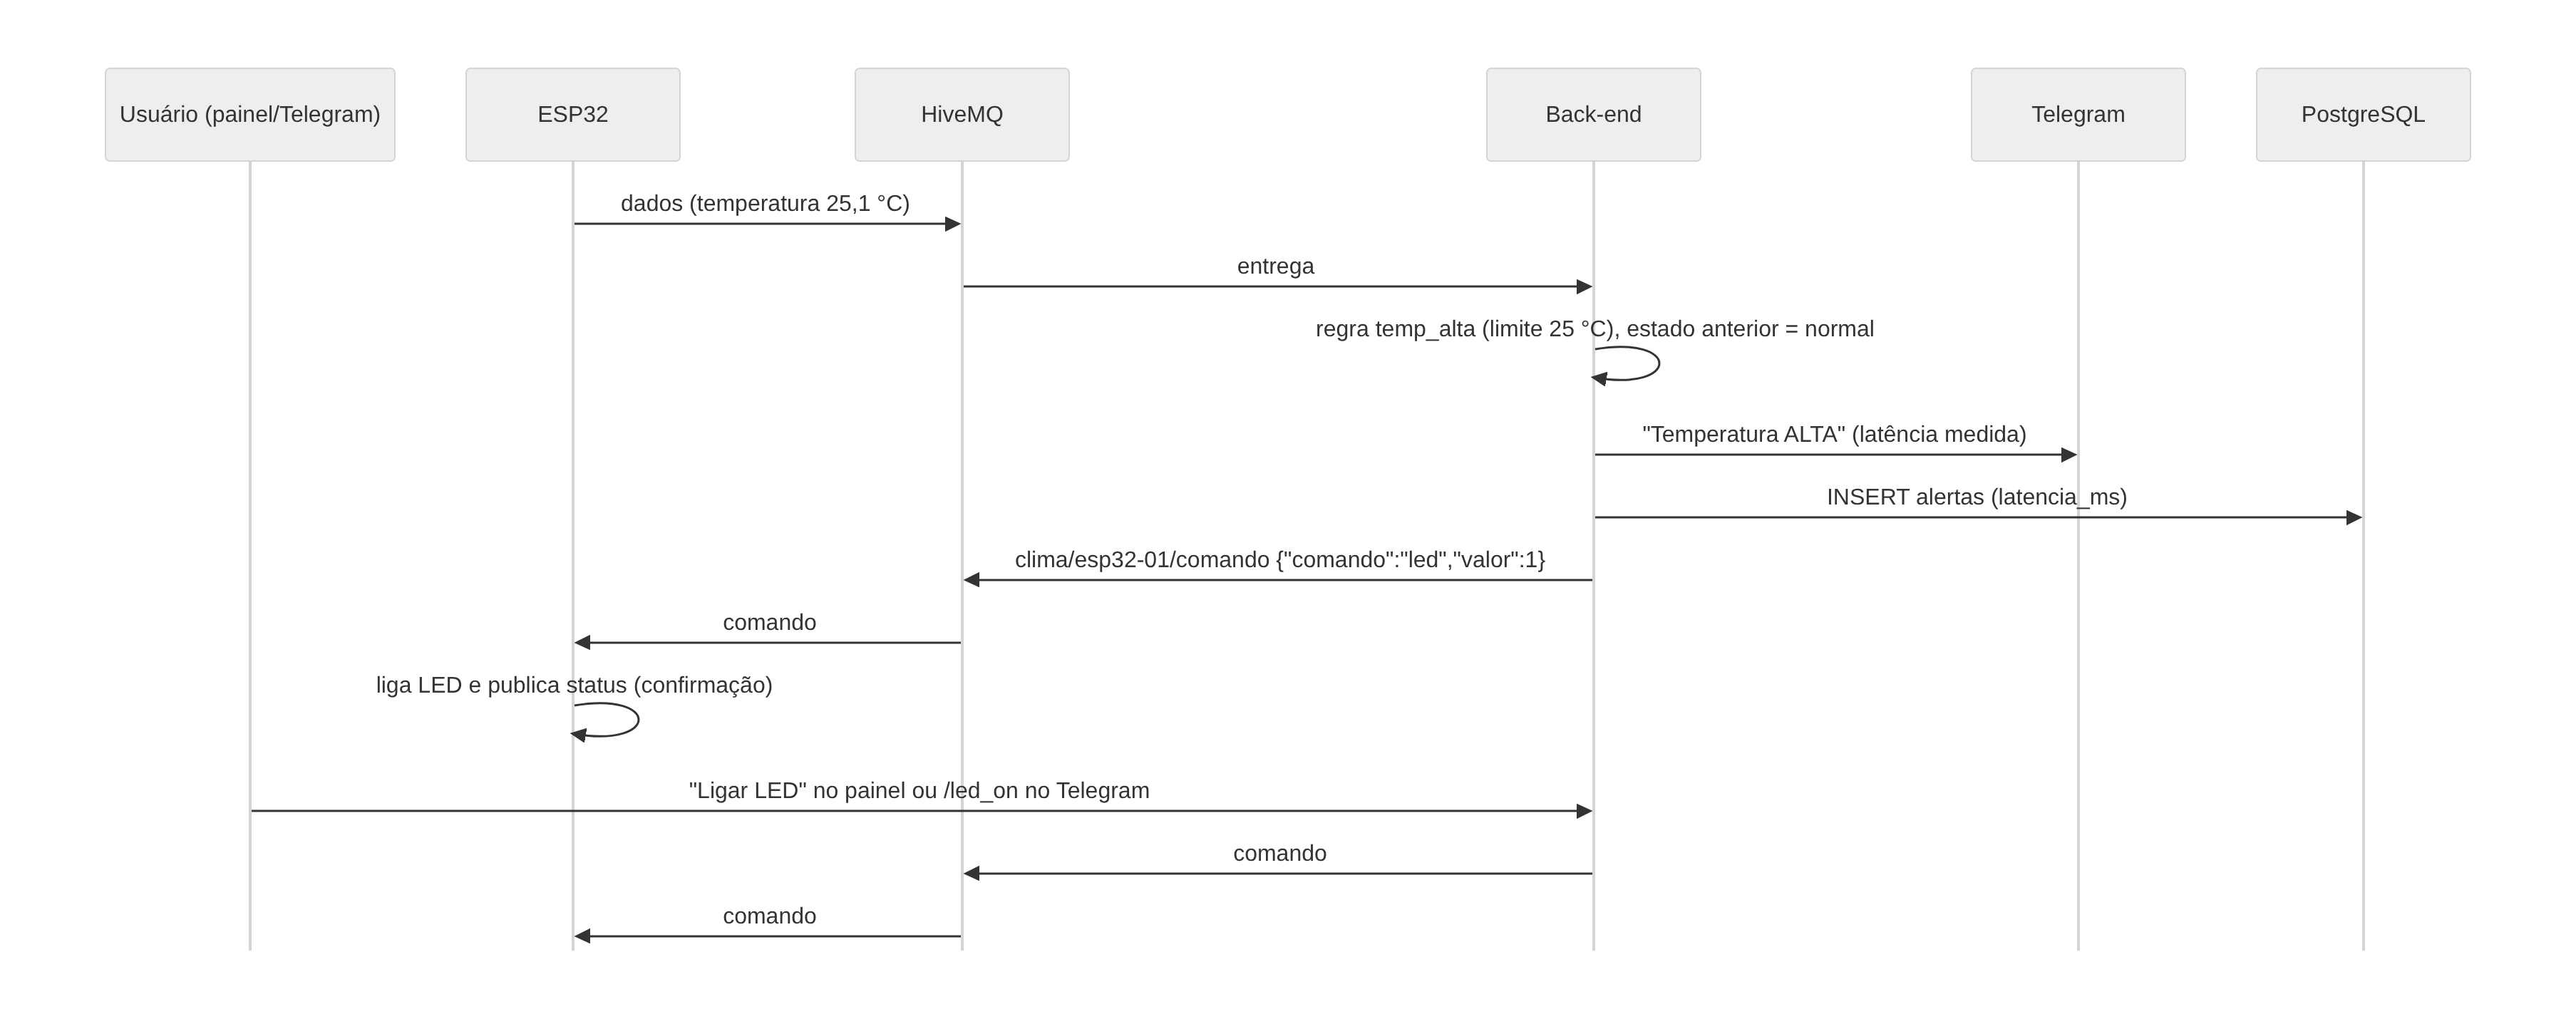 Usuário (painel/Telegram)
ESP32
HiveMQ
Back-end
Telegram
PostgreSQL
dados (temperatura 25,1 °C)
entrega
regra temp_alta (limite 25 °C), estado anterior = normal
"Temperatura ALTA" (latência medida)
INSERT alertas (latencia_ms)
clima/esp32-01/comando {"comando":"led","valor":1}
comando
liga LED e publica status (confirmação)
"Ligar LED" no painel ou /led_on no Telegram
comando
comando